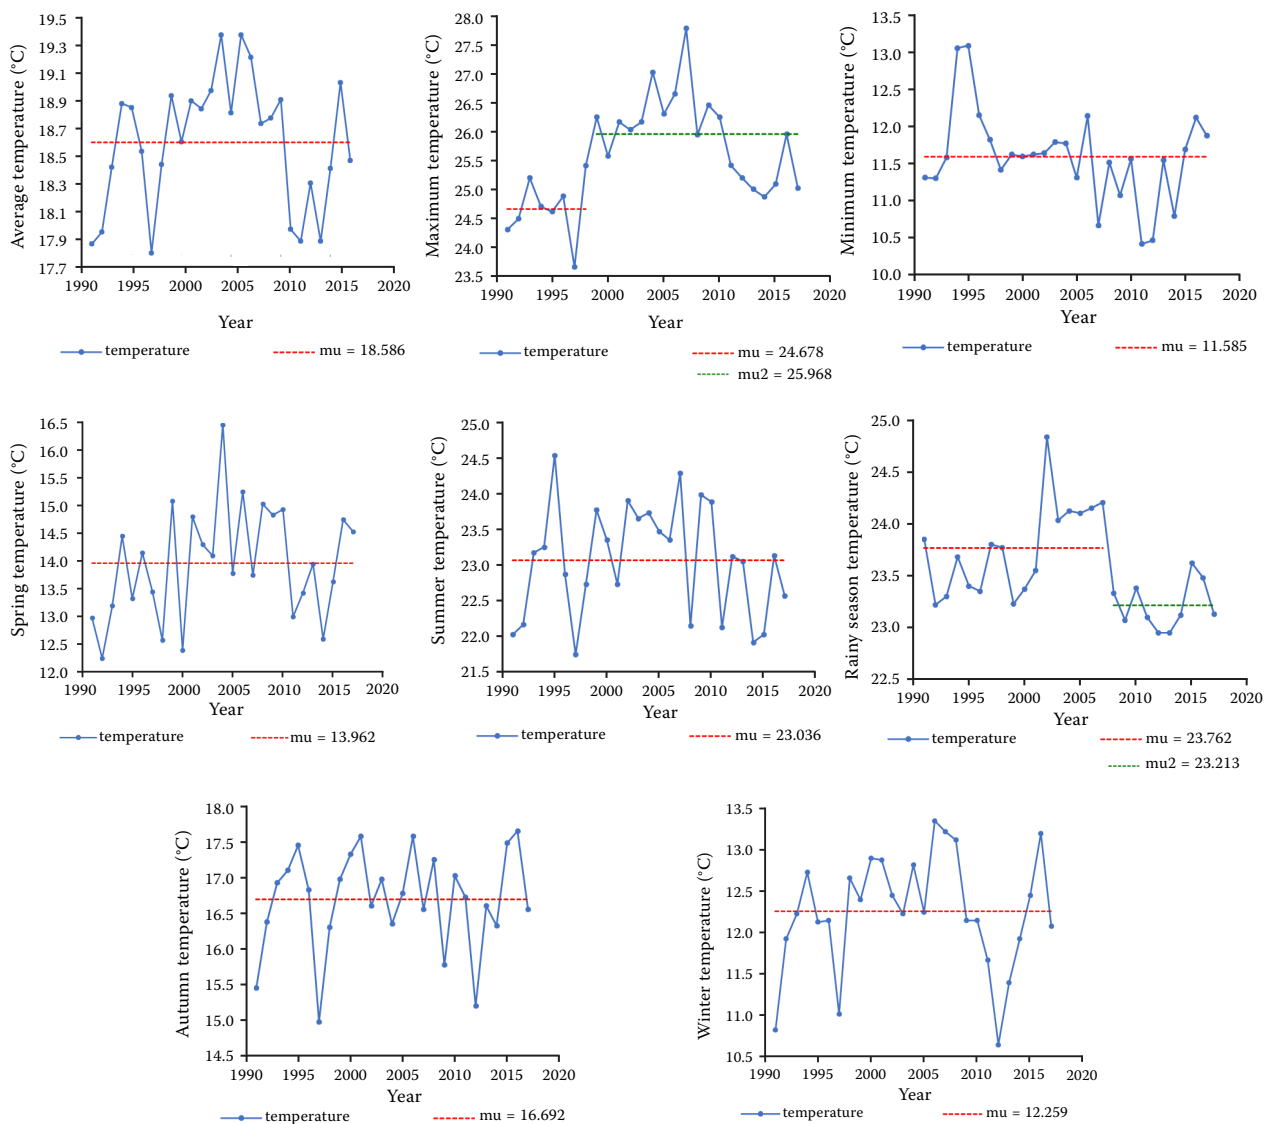 Average temperature (°C)
19.5
19.3
19.1
18.9
18.7
18.5
18.3
18.1
17.9
17.7
1990 1995 2000 2005 2010 2015 2020
Year
temperature mu = 18.586
Maximum temperature (°C)
28.0
27.5
27.0
26.5
26.0
25.5
25.0
24.5
24.0
23.5
1990 1995 2000 2005 2010 2015 2020
Year
temperature mu = 24.678
mu2 = 25.968
Minimum temperature (°C)
13.5
13.0
12.5
12.0
11.5
11.0
10.5
10.0
1990 1995 2000 2005 2010 2015 2020
Year
temperature mu = 11.585
Spring temperature (°C)
16.5
16.0
15.5
15.0
14.5
14.0
13.5
13.0
12.5
12.0
1990 1995 2000 2005 2010 2015 2020
Year
temperature mu = 13.962
Summer temperature (°C)
25.0
24.5
24.0
23.5
23.0
22.5
22.0
21.5
1990 1995 2000 2005 2010 2015 2020
Year
temperature mu = 23.036
Rainy season temperature (°C)
25.0
24.5
24.0
23.5
23.0
22.5
1990 1995 2000 2005 2010 2015 2020
Year
temperature mu = 23.762
mu2 = 23.213
Autumn temperature (°C)
18.0
17.5
17.0
16.5
16.0
15.5
15.0
14.5
1990 1995 2000 2005 2010 2015 2020
Year
temperature mu = 16.692
Winter temperature (°C)
13.5
13.0
12.5
12.0
11.5
11.0
10.5
1990 1995 2000 2005 2010 2015 2020
Year
temperature mu = 12.259